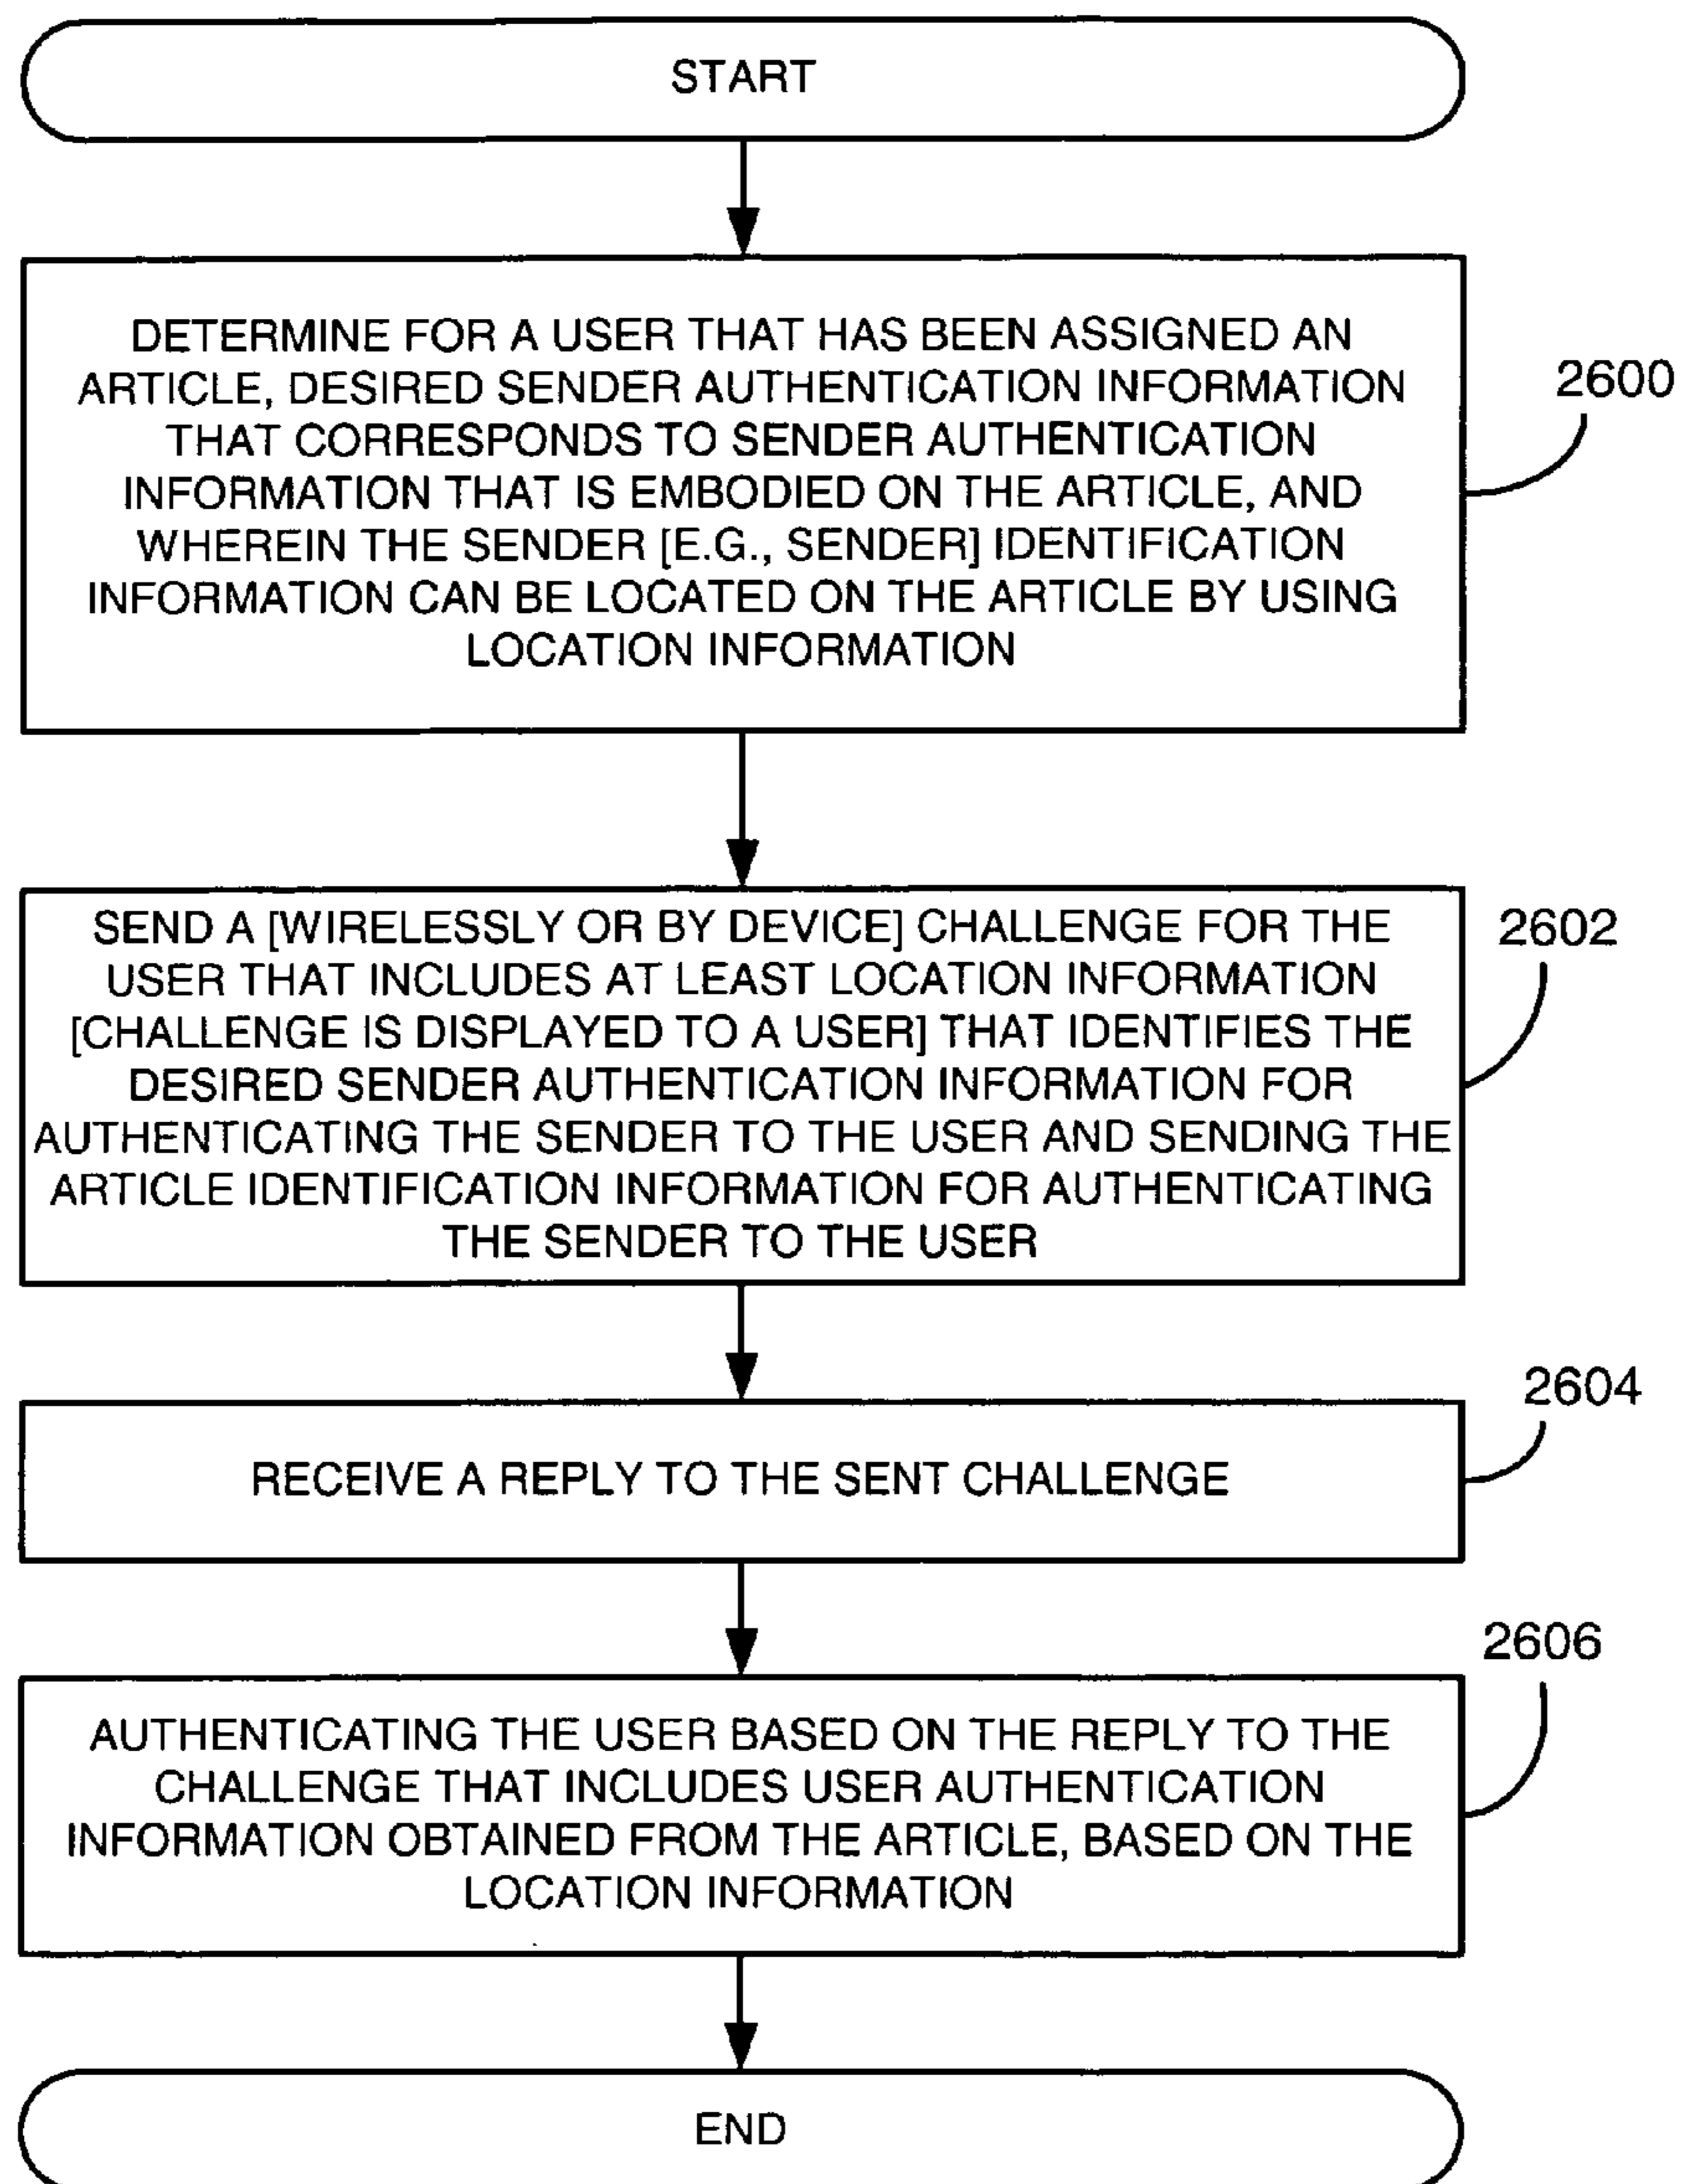 START
DETERMINE FOR A USER THAT HAS BEEN ASSIGNED AN
ARTICLE, DESIRED SENDER AUTHENTICATION INFORMATION
THAT CORRESPONDS TO SENDER AUTHENTICATION
INFORMATION THAT IS EMBODIED ON THE ARTICLE, AND
WHEREIN THE SENDER [E.G., SENDER] IDENTIFICATION
INFORMATION CAN BE LOCATED ON THE ARTICLE BY USING
LOCATION INFORMATION
2600
SEND A [WIRELESSLY OR BY DEVICE] CHALLENGE FOR THE
USER THAT INCLUDES AT LEAST LOCATION INFORMATION
[CHALLENGE IS DISPLAYED TO A USER] THAT IDENTIFIES THE
DESIRED SENDER AUTHENTICATION INFORMATION FOR
AUTHENTICATING THE SENDER TO THE USER AND SENDING THE
ARTICLE IDENTIFICATION INFORMATION FOR AUTHENTICATING
THE SENDER TO THE USER
2602
RECEIVE A REPLY TO THE SENT CHALLENGE
2604
AUTHENTICATING THE USER BASED ON THE REPLY TO THE
CHALLENGE THAT INCLUDES USER AUTHENTICATION
INFORMATION OBTAINED FROM THE ARTICLE, BASED ON THE
LOCATION INFORMATION
2606
END